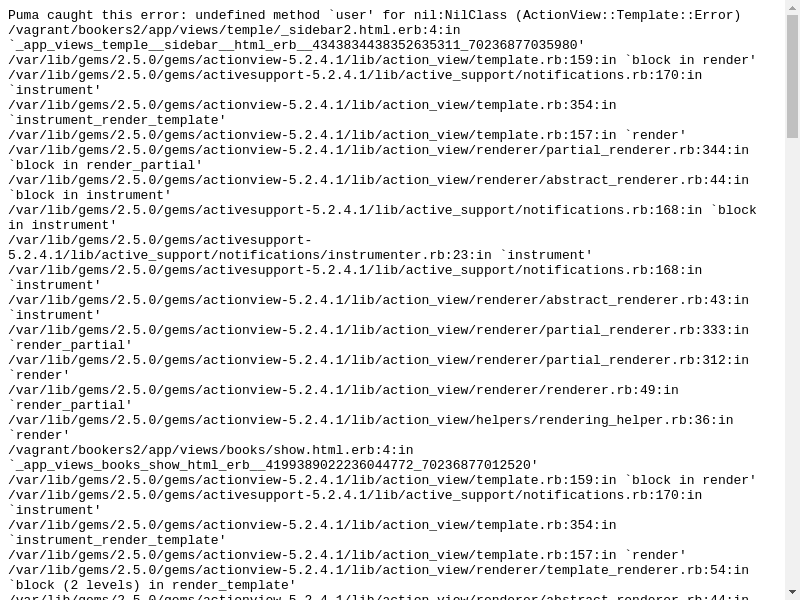 Puma caught this error: undefined method `user' for nil:NilClass (ActionView::Template::Error)
/vagrant/bookers2/app/views/temple/_sidebar2.html.erb:4:in
`_app_views_temple__sidebar__html_erb__4343834438352635311_70236877035980'
/var/lib/gems/2.5.0/gems/actionview-5.2.4.1/lib/action_view/template.rb:159:in `block in render'
/var/lib/gems/2.5.0/gems/activesupport-5.2.4.1/lib/active_support/notifications.rb:170:in
`instrument'
/var/lib/gems/2.5.0/gems/actionview-5.2.4.1/lib/action_view/template.rb:354:in
`instrument_render_template'
/var/lib/gems/2.5.0/gems/actionview-5.2.4.1/lib/action_view/template.rb:157:in `render'
/var/lib/gems/2.5.0/gems/actionview-5.2.4.1/lib/action_view/renderer/partial_renderer.rb:344:in
`block in render_partial'
/var/lib/gems/2.5.0/gems/actionview-5.2.4.1/lib/action_view/renderer/abstract_renderer.rb:44:in
`block in instrument'
/var/lib/gems/2.5.0/gems/activesupport-5.2.4.1/lib/active_support/notifications.rb:168:in `block
in instrument'
/var/lib/gems/2.5.0/gems/activesupport-
5.2.4.1/lib/active_support/notifications/instrumenter.rb:23:in `instrument'
/var/lib/gems/2.5.0/gems/activesupport-5.2.4.1/lib/active_support/notifications.rb:168:in
`instrument'
/var/lib/gems/2.5.0/gems/actionview-5.2.4.1/lib/action_view/renderer/abstract_renderer.rb:43:in
`instrument'
/var/lib/gems/2.5.0/gems/actionview-5.2.4.1/lib/action_view/renderer/partial_renderer.rb:333:in
`render_partial'
/var/lib/gems/2.5.0/gems/actionview-5.2.4.1/lib/action_view/renderer/partial_renderer.rb:312:in
`render'
/var/lib/gems/2.5.0/gems/actionview-5.2.4.1/lib/action_view/renderer/renderer.rb:49:in
`render_partial'
/var/lib/gems/2.5.0/gems/actionview-5.2.4.1/lib/action_view/helpers/rendering_helper.rb:36:in
`render'
/vagrant/bookers2/app/views/books/show.html.erb:4:in
`_app_views_books_show_html_erb__4199389022236044772_70236877012520'
/var/lib/gems/2.5.0/gems/actionview-5.2.4.1/lib/action_view/template.rb:159:in `block in render'
/var/lib/gems/2.5.0/gems/activesupport-5.2.4.1/lib/active_support/notifications.rb:170:in
`instrument'
/var/lib/gems/2.5.0/gems/actionview-5.2.4.1/lib/action_view/template.rb:354:in
`instrument_render_template'
/var/lib/gems/2.5.0/gems/actionview-5.2.4.1/lib/action_view/template.rb:157:in `render'
/var/lib/gems/2.5.0/gems/actionview-5.2.4.1/lib/action_view/renderer/template_renderer.rb:54:in
`block (2 levels) in render_template'
/var/lib/gems/2.5.0/gems/actionview-5.2.4.1/lib/action_view/renderer/abstract_renderer.rb:44:in